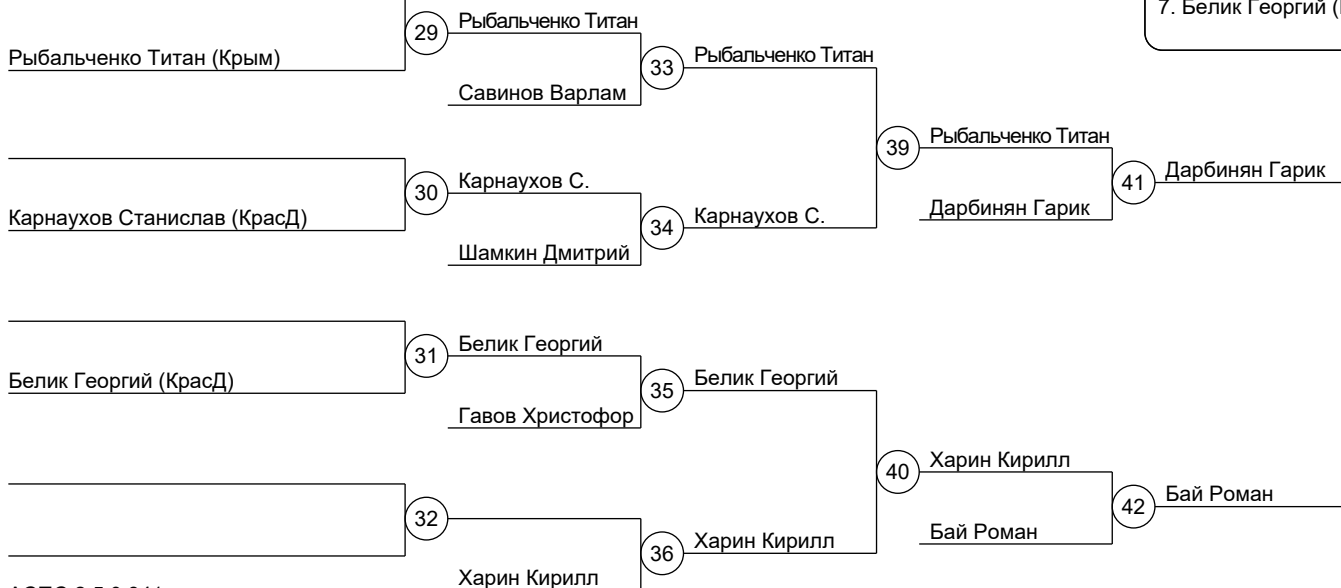 7. Белик Георгий (
29
Рыбальченко Титан
Рыбальченко Титан (Крым)
33
Рыбальченко Титан
Савинов Варлам
39
Рыбальченко Титан
30
Карнаухов С.
41
Дарбинян Гарик
Карнаухов Станислав (КрасД)
34
Карнаухов С.
Дарбинян Гарик
Шамкин Дмитрий
31
Белик Георгий
Белик Георгий (КрасД)
35
Белик Георгий
Гавов Христофор
40
Харин Кирилл
32
42
Бай Роман
36
Харин Кирилл
Бай Роман
Харин Кирилл